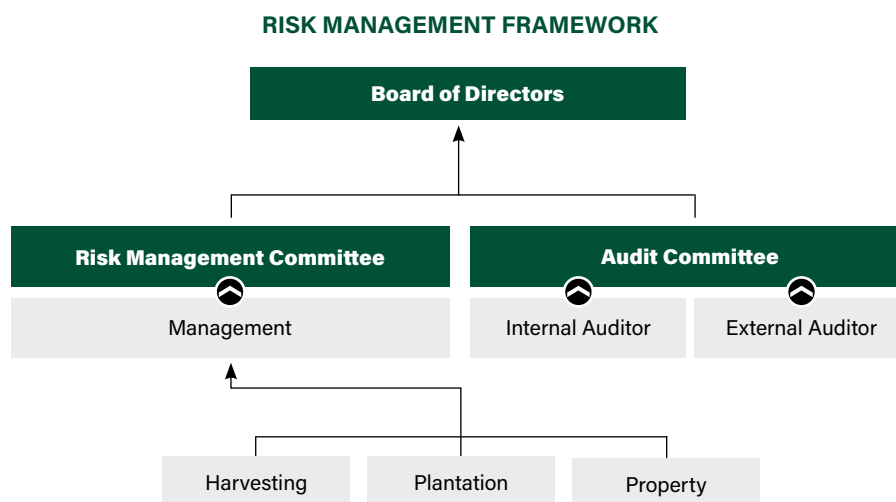 RISK MANAGEMENT FRAMEWORK
Board of Directors
Risk Management Committee
Audit Committee
Management
Internal Auditor
External Auditor
Harvesting
Plantation
Property